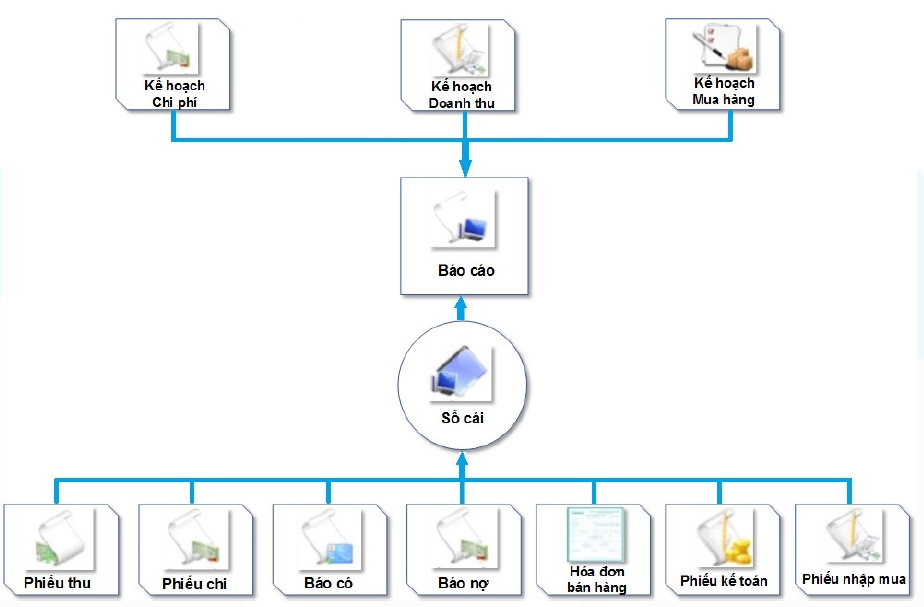 Kế hoạch
Chi phí
Kế hoạch
Doanh thu
Kế hoạch
Mua hàng
Báo cáo
Sổ cái
Phiếu thu
Phiếu chi
Báo có
Báo nợ
Hóa đơn
bán hàng
Phiếu kế toán
Phiếu nhập mua